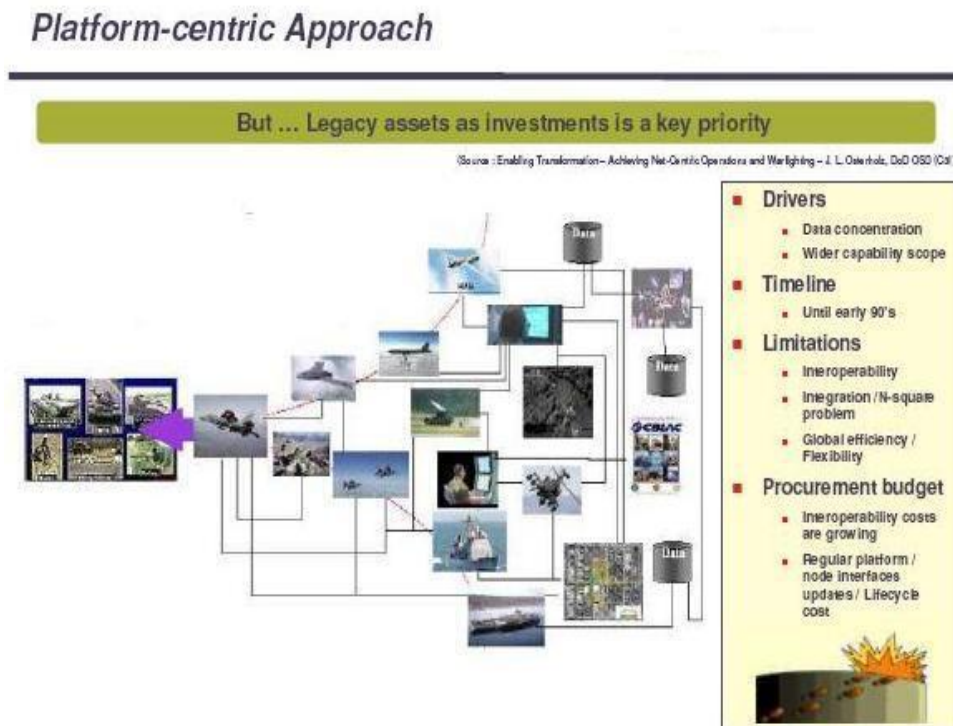 Platform-centric Approach
But ... Legacy assets as investments is a key priority
(Source : Enabling Transformation – Achieving Net-Centric Operations and Warfighting – J. L. Osterholz, DoD OSD (C3I)
Data
Data
Data
Drivers
Data concentration
Wider capability scope
Timeline
Until early 90's
Limitations
Interoperability
Integration / N-square
problem
Global efficiency /
Flexibility
Procurement budget
Interoperability costs
are growing
Regular platform /
node interfaces
updates / Lifecycle
cost